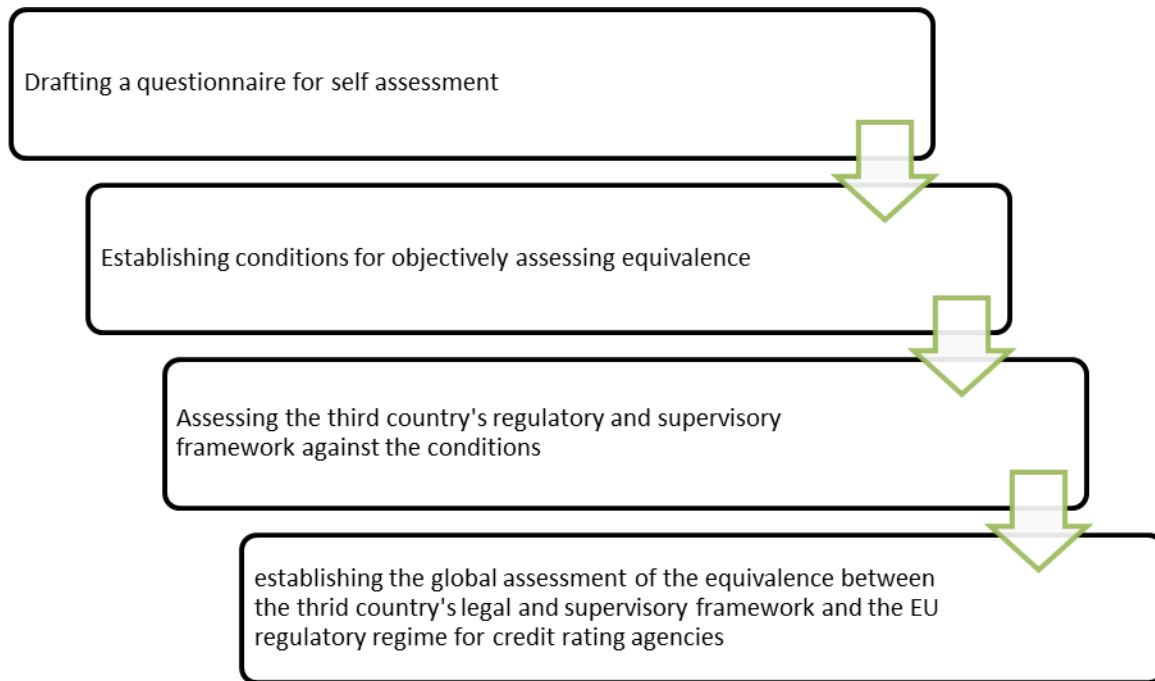 Drafting a questionnaire for self assessment
Establishing conditions for objectively assessing equivalence
Assessing the third country's regulatory and supervisory
framework against the conditions
establishing the global assessment of the equivalence between
the thrid country's legal and supervisory framework and the EU
regulatory regime for credit rating agencies